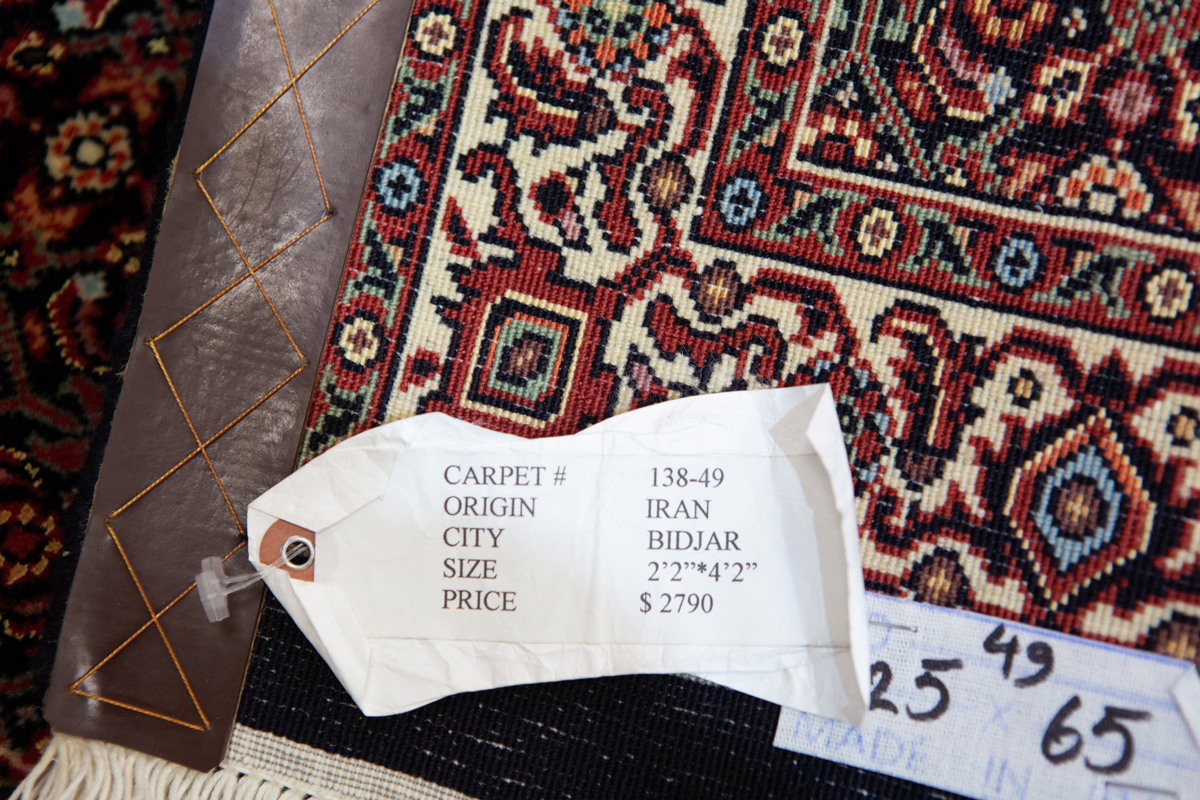 CARPET # 138-49
ORIGIN IRAN
CITY BIDJAR
SIZE 2’2”*4’2”
PRICE $ 2790
49
25 x 65
MADE IN